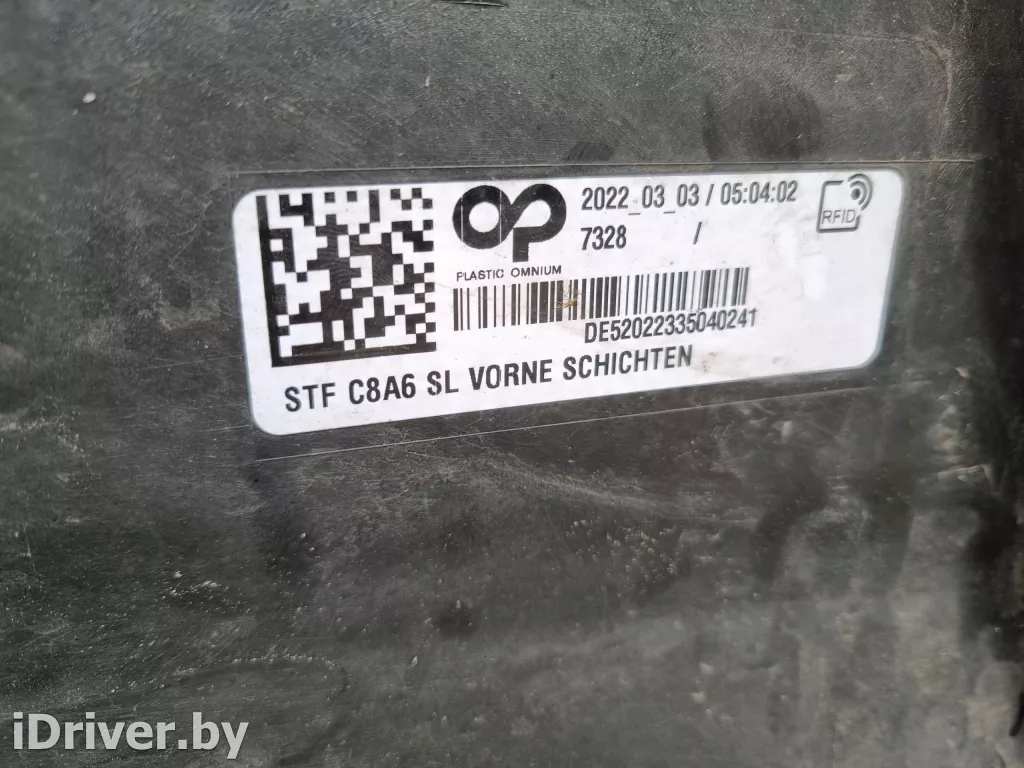 2022_03_03 / 05:04:02
7328 /
RFID
PLASTIC OMNIUM
DE52022335040241
STF C8A6 SL VORNE SCHICHTEN
iDriver.by